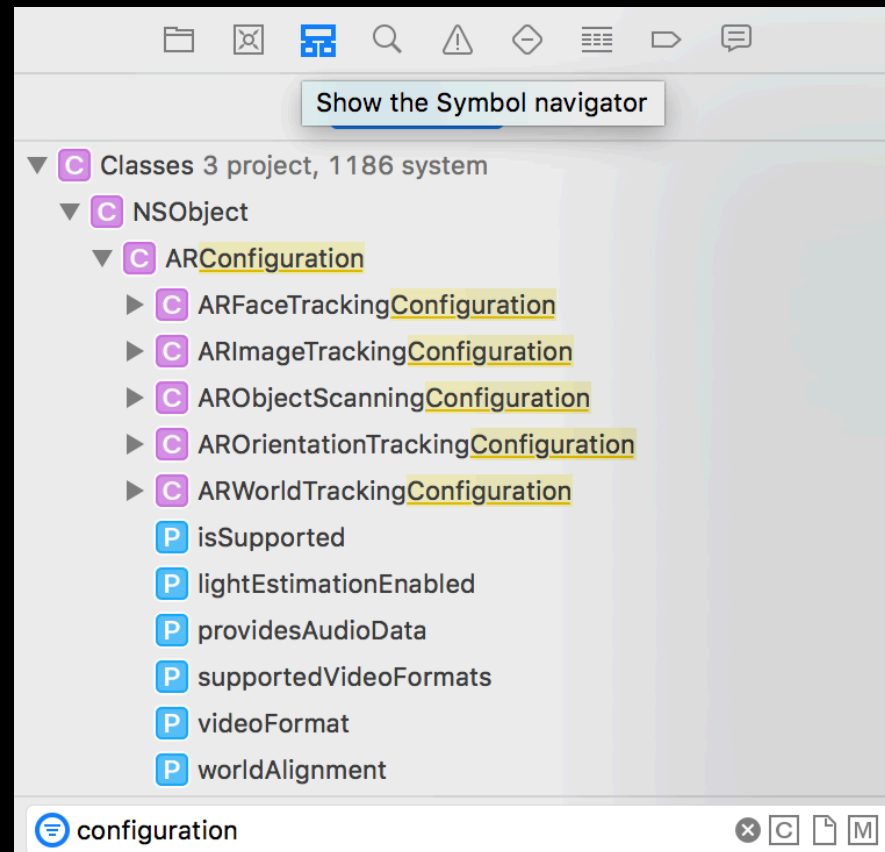 Show the Symbol navigator
C Classes 3 project, 1186 system
C NSObject
C ARConfiguration
C ARFaceTrackingConfiguration
C ARImageTrackingConfiguration
C ARObjectScanningConfiguration
C AROrientationTrackingConfiguration
C ARWorldTrackingConfiguration
P isSupported
P lightEstimationEnabled
P providesAudioData
P supportedVideoFormats
P videoFormat
P worldAlignment
configuration C M